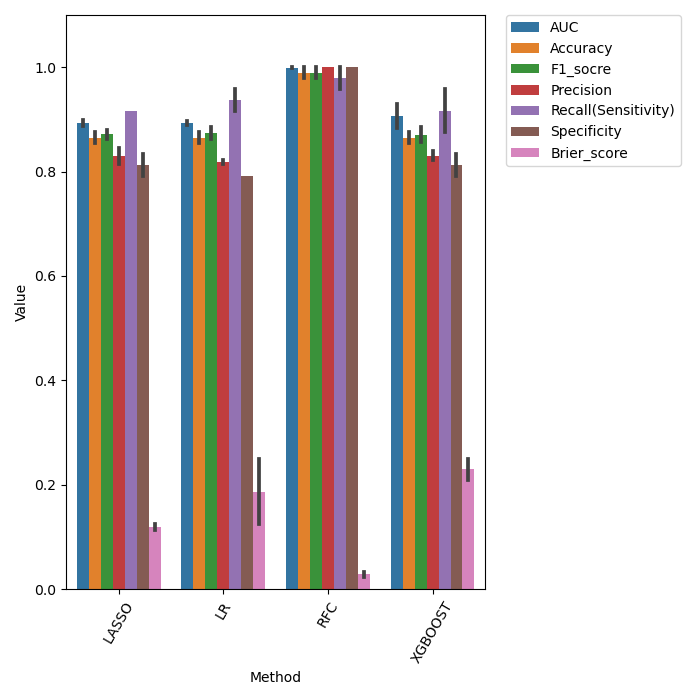 1.0
0.8
0.6
0.4
0.2
0.0
Value
LASSO
LR
RFC
XGBOOST
Method
AUC
Accuracy
F1_socre
Precision
Recall(Sensitivity)
Specificity
Brier_score